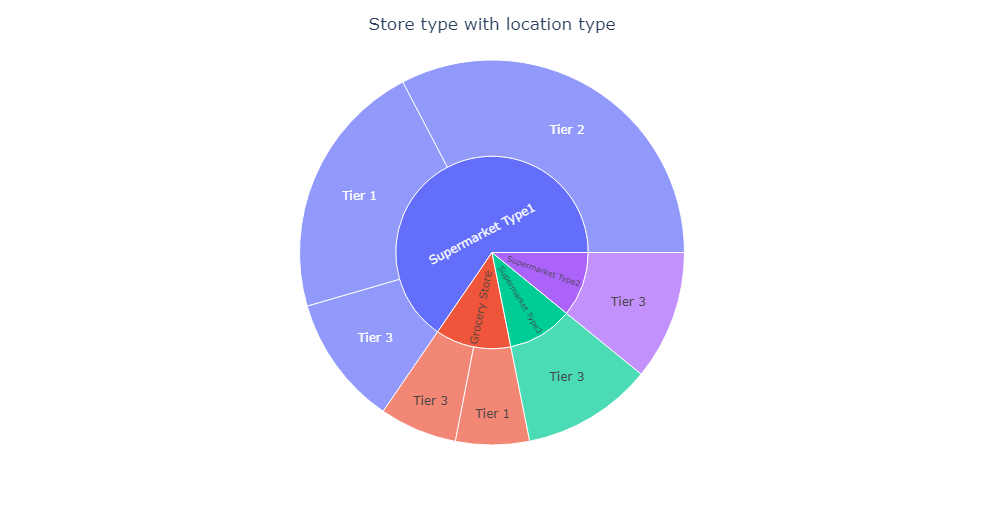 Store type with location type
Tier 2
Tier 1
Supermarket Type1
Supermarket Type2
Supermarket Type3
Grocery Store
Tier 3
Tier 3
Tier 3
Tier 3
Tier 1